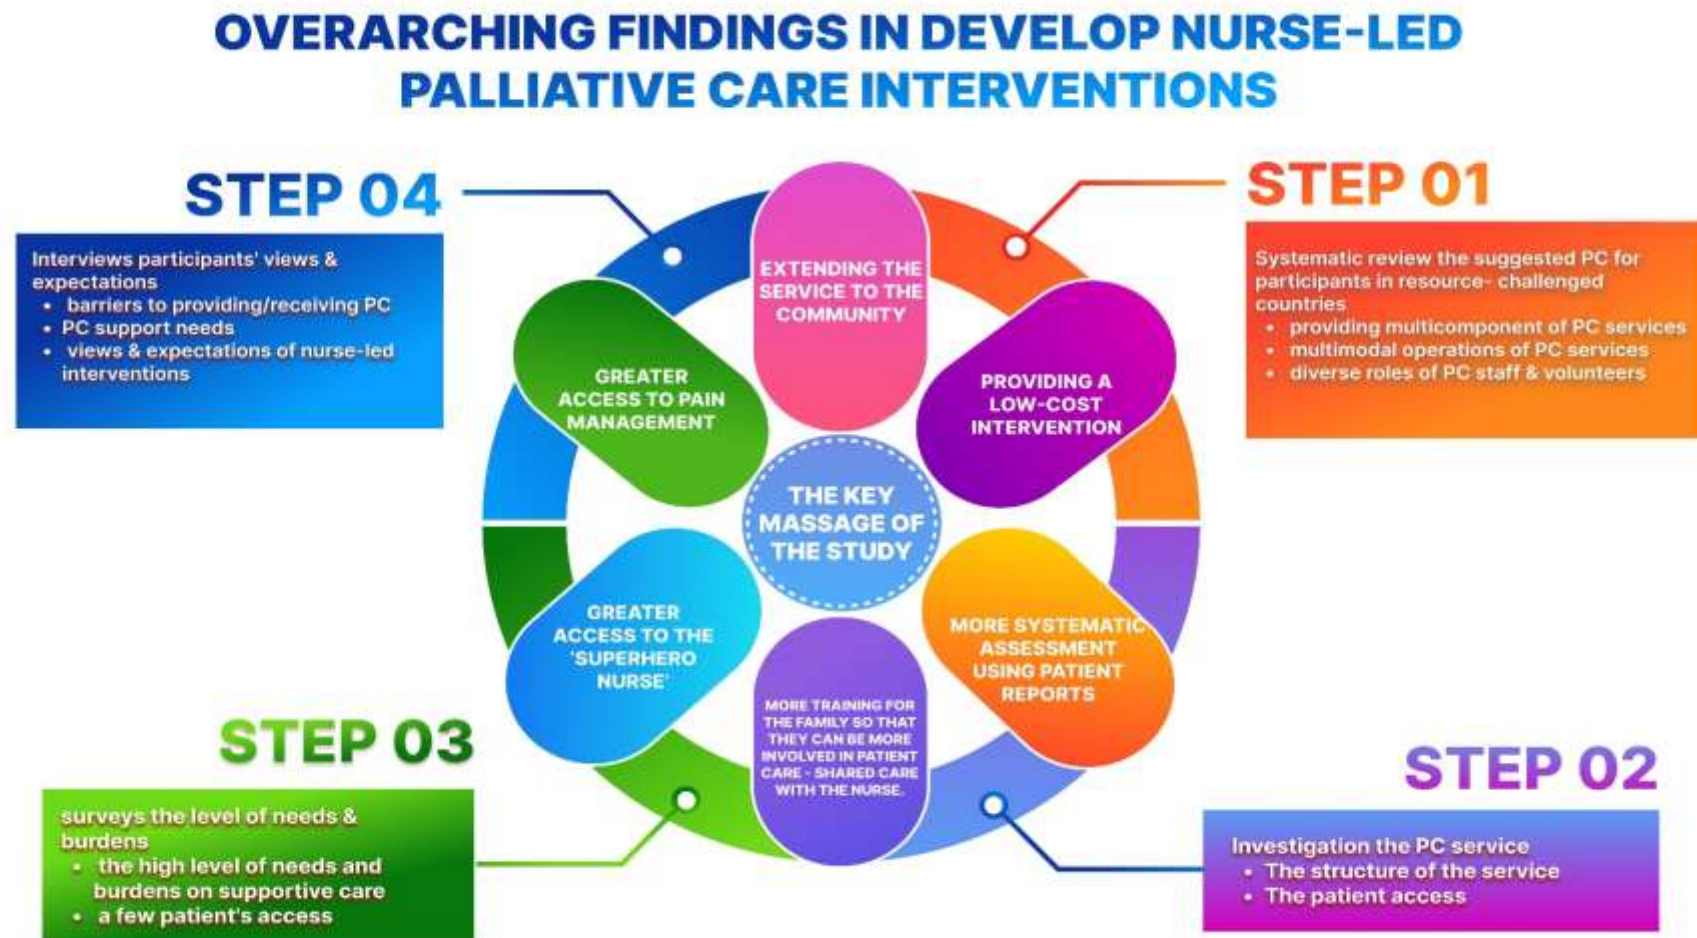 OVERARCHING FINDINGS IN DEVELOP NURSE-LED
PALLIATIVE CARE INTERVENTIONS
STEP 01
Systematic review the suggested PC for
participants in resource- challenged
countries
• providing multicomponent of PC services
• multimodal operations of PC services
• diverse roles of PC staff & volunteers
STEP 02
Investigation the PC service
• The structure of the service
• The patient access
STEP 03
surveys the level of needs &
burdens
• the high level of needs and
burdens on supportive care
• a few patient's access
STEP 04
Interviews participants' views &
expectations
• barriers to providing/receiving PC
• PC support needs
• views & expectations of nurse-led
interventions
THE KEY
MASSAGE OF
THE STUDY
EXTENDING THE
SERVICE TO THE
COMMUNITY
PROVIDING A
LOW-COST
INTERVENTION
MORE SYSTEMATIC
ASSESSMENT
USING PATIENT
REPORTS
MORE TRAINING FOR
THE FAMILY SO THAT
THEY CAN BE MORE
INVOLVED IN PATIENT
CARE - SHARED CARE
WITH THE NURSE.
GREATER
ACCESS TO THE
'SUPERHERO
NURSE'
GREATER
ACCESS TO PAIN
MANAGEMENT